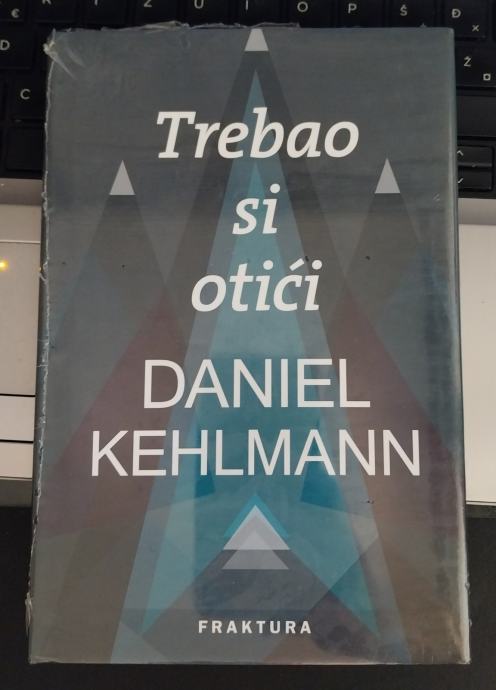 U
I
O
P
Š
Đ
D
Ž
C
Trebao
si
otići
DANIEL
KEHLMANN
FRAKTURA